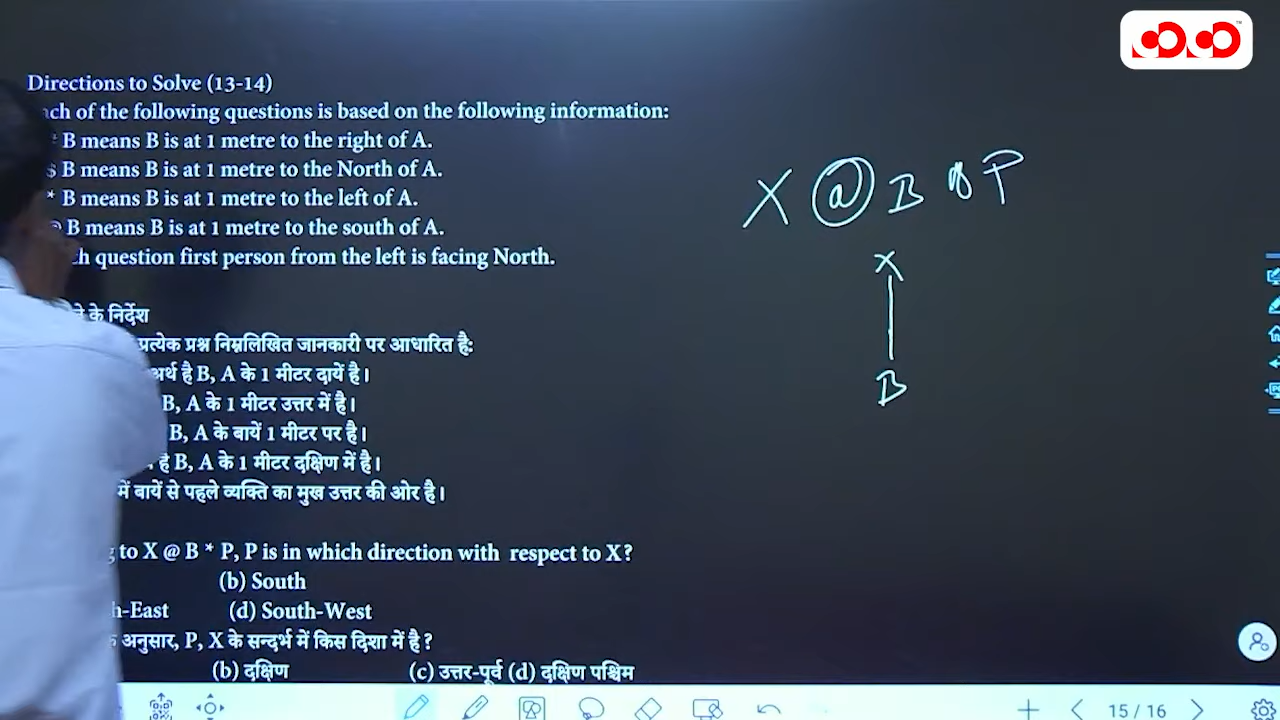 Directions to Solve (13-14)
ach of the following questions is based on the following information:
B means B is at 1 metre to the right of A.
$ B means B is at 1 metre to the North of A.
* B means B is at 1 metre to the left of A.
B means B is at 1 metre to the south of A.
ch question first person from the left is facing North.
के निर्देश
प्रत्येक प्रश्न निम्नलिखित जानकारी पर आधारित है:
अर्थ है B, A के 1 मीटर दायें है।
B, A के 1 मीटर उत्तर में है।
B, A के बायें 1 मीटर पर है।
है B, A के 1 मीटर दक्षिण में है।
में बायें से पहले व्यक्ति का मुख उत्तर की ओर है।
g to X @ B * P, P is in which direction with respect to X?
(b) South
h-East (d) South-West
अनुसार, P, X के सन्दर्भ में किस दिशा में है?
(b) दक्षिण (c) उत्तर-पूर्व (d) दक्षिण पश्चिम
X @ B * P
X
B
15 / 16